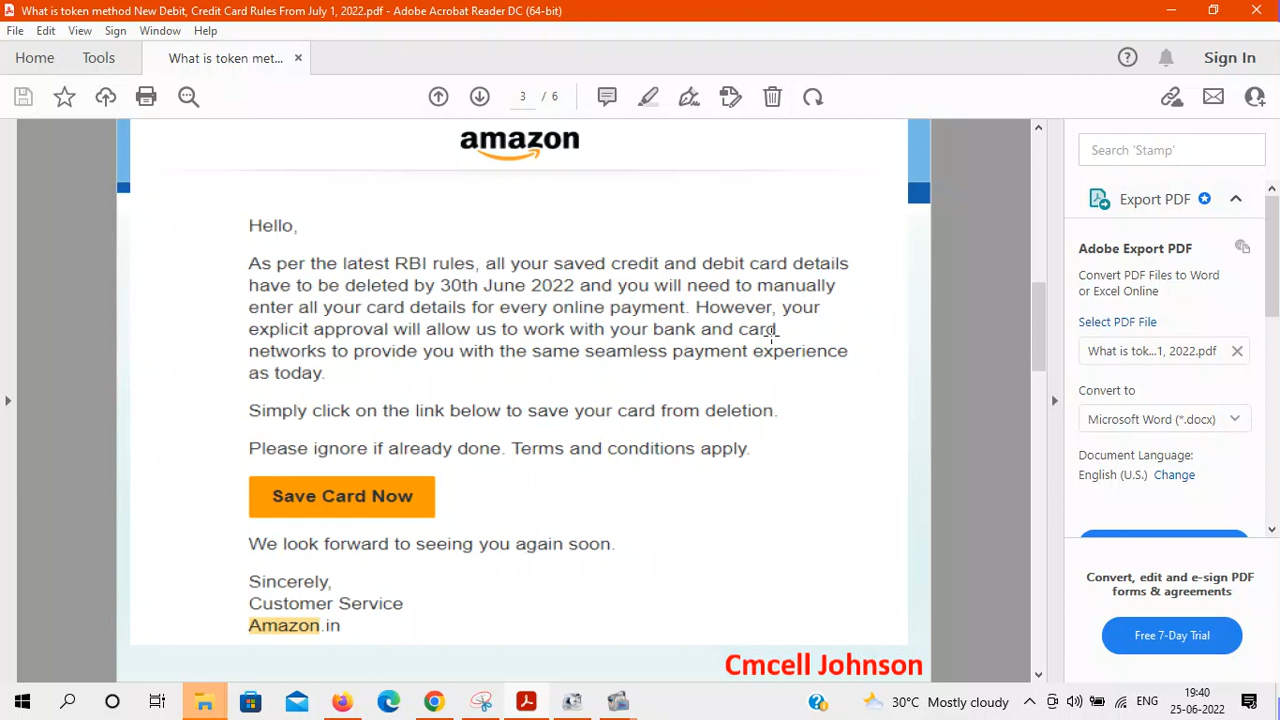 What is token method New Debit, Credit Card Rules From July 1, 2022.pdf - Adobe Acrobat Reader DC (64-bit)
File Edit View Sign Window Help
Home Tools What is token met... × Sign In
3 / 6
amazon
Hello,
As per the latest RBI rules, all your saved credit and debit card details
have to be deleted by 30th June 2022 and you will need to manually
enter all your card details for every online payment. However, your
explicit approval will allow us to work with your bank and card
networks to provide you with the same seamless payment experience
as today.
Simply click on the link below to save your card from deletion.
Please ignore if already done. Terms and conditions apply.
Save Card Now
We look forward to seeing you again soon.
Sincerely,
Customer Service
Amazon.in
Cmcell Johnson
Search 'Stamp'
Export PDF
Adobe Export PDF
Convert PDF Files to Word
or Excel Online
Select PDF File
What is tok...1, 2022.pdf
Convert to
Microsoft Word (*.docx)
Document Language:
English (U.S.) Change
Convert, edit and e-sign PDF
forms & agreements
Free 7-Day Trial
30°C Mostly cloudy
ENG
19:40
25-06-2022